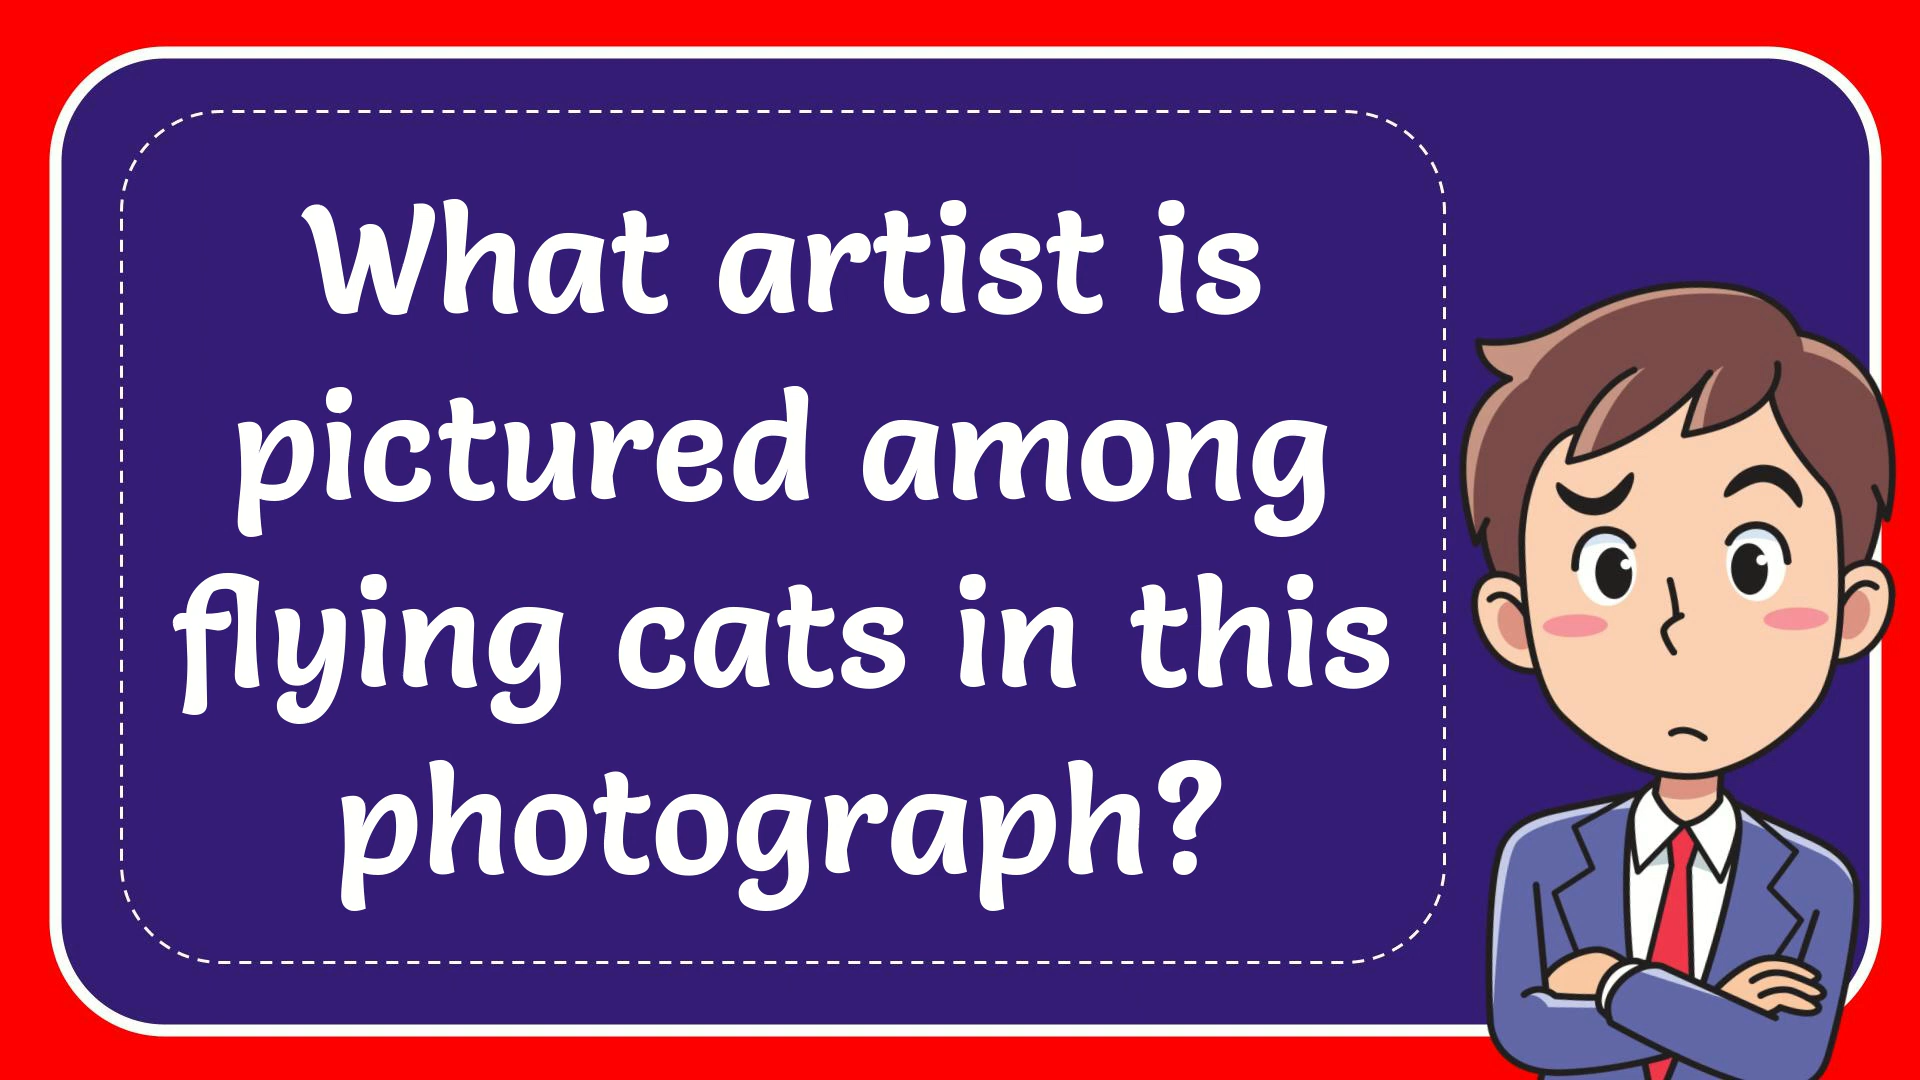 What artist is
pictured among
flying cats in this
photograph?